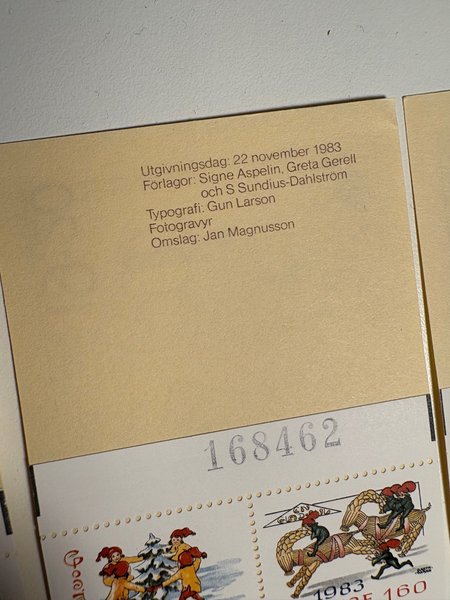 Utgivningsdag: 22 november 1983
Förlagor: Signe Aspelin, Greta Gerell
och S Sundius-Dahlström
Typografi: Gun Larson
Fotogravyr
Omslag: Jan Magnusson
168462
1983
160